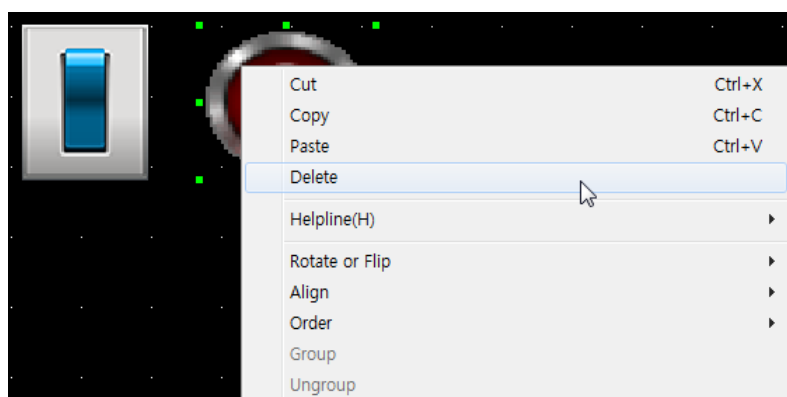 Cut Ctrl+X
Copy Ctrl+C
Paste Ctrl+V
Delete
Helpline(H)
Rotate or Flip
Align
Order
Group
Ungroup